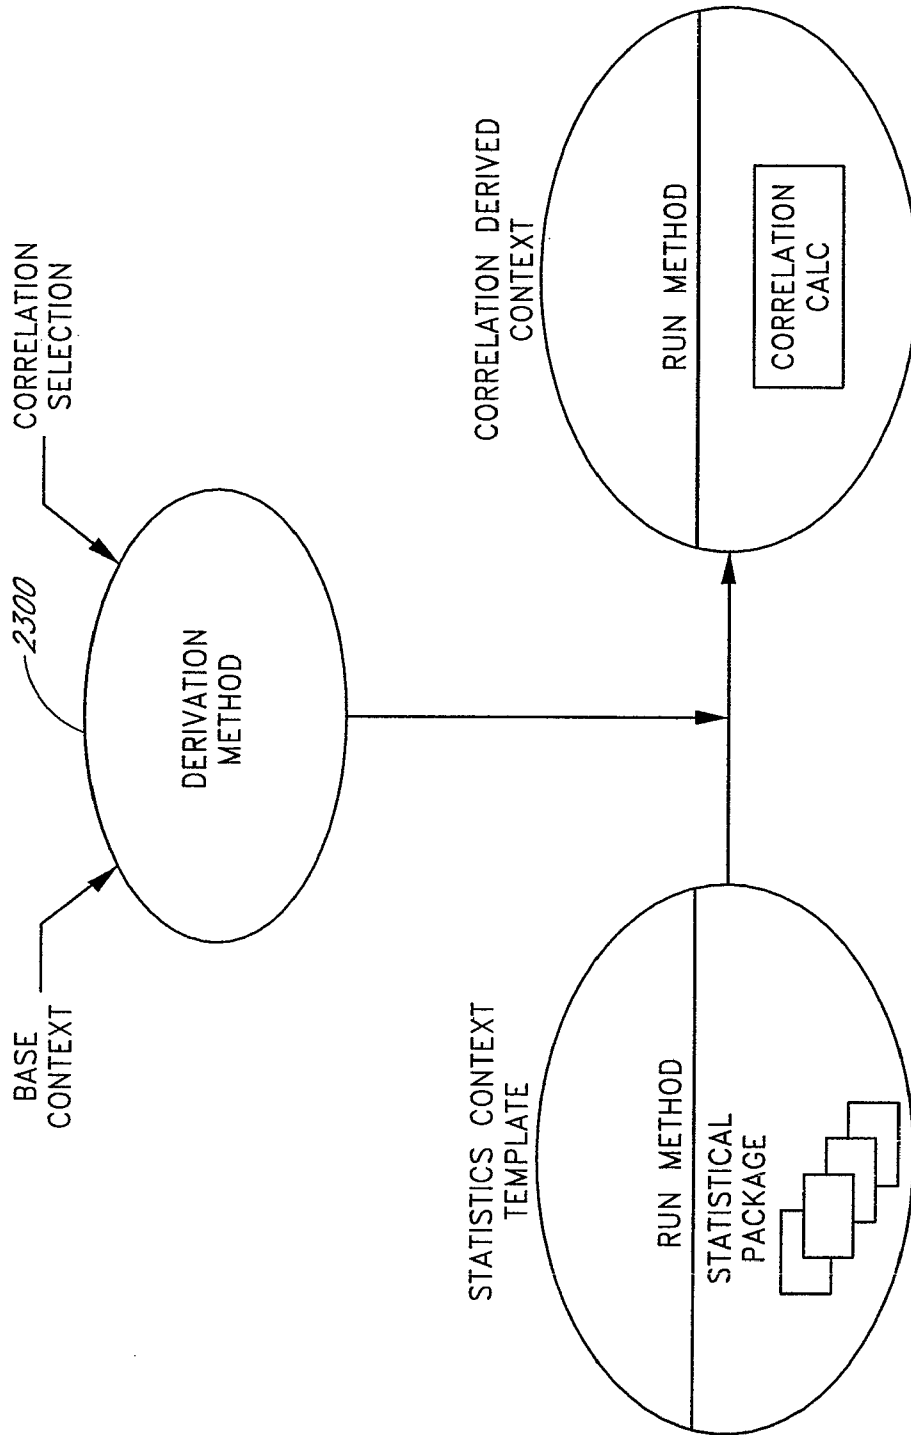 BASE
CONTEXT
2300
CORRELATION
SELECTION
DERIVATION
METHOD
STATISTICS CONTEXT
TEMPLATE
RUN METHOD
STATISTICAL
PACKAGE
CORRELATION DERIVED
CONTEXT
RUN METHOD
CORRELATION
CALC